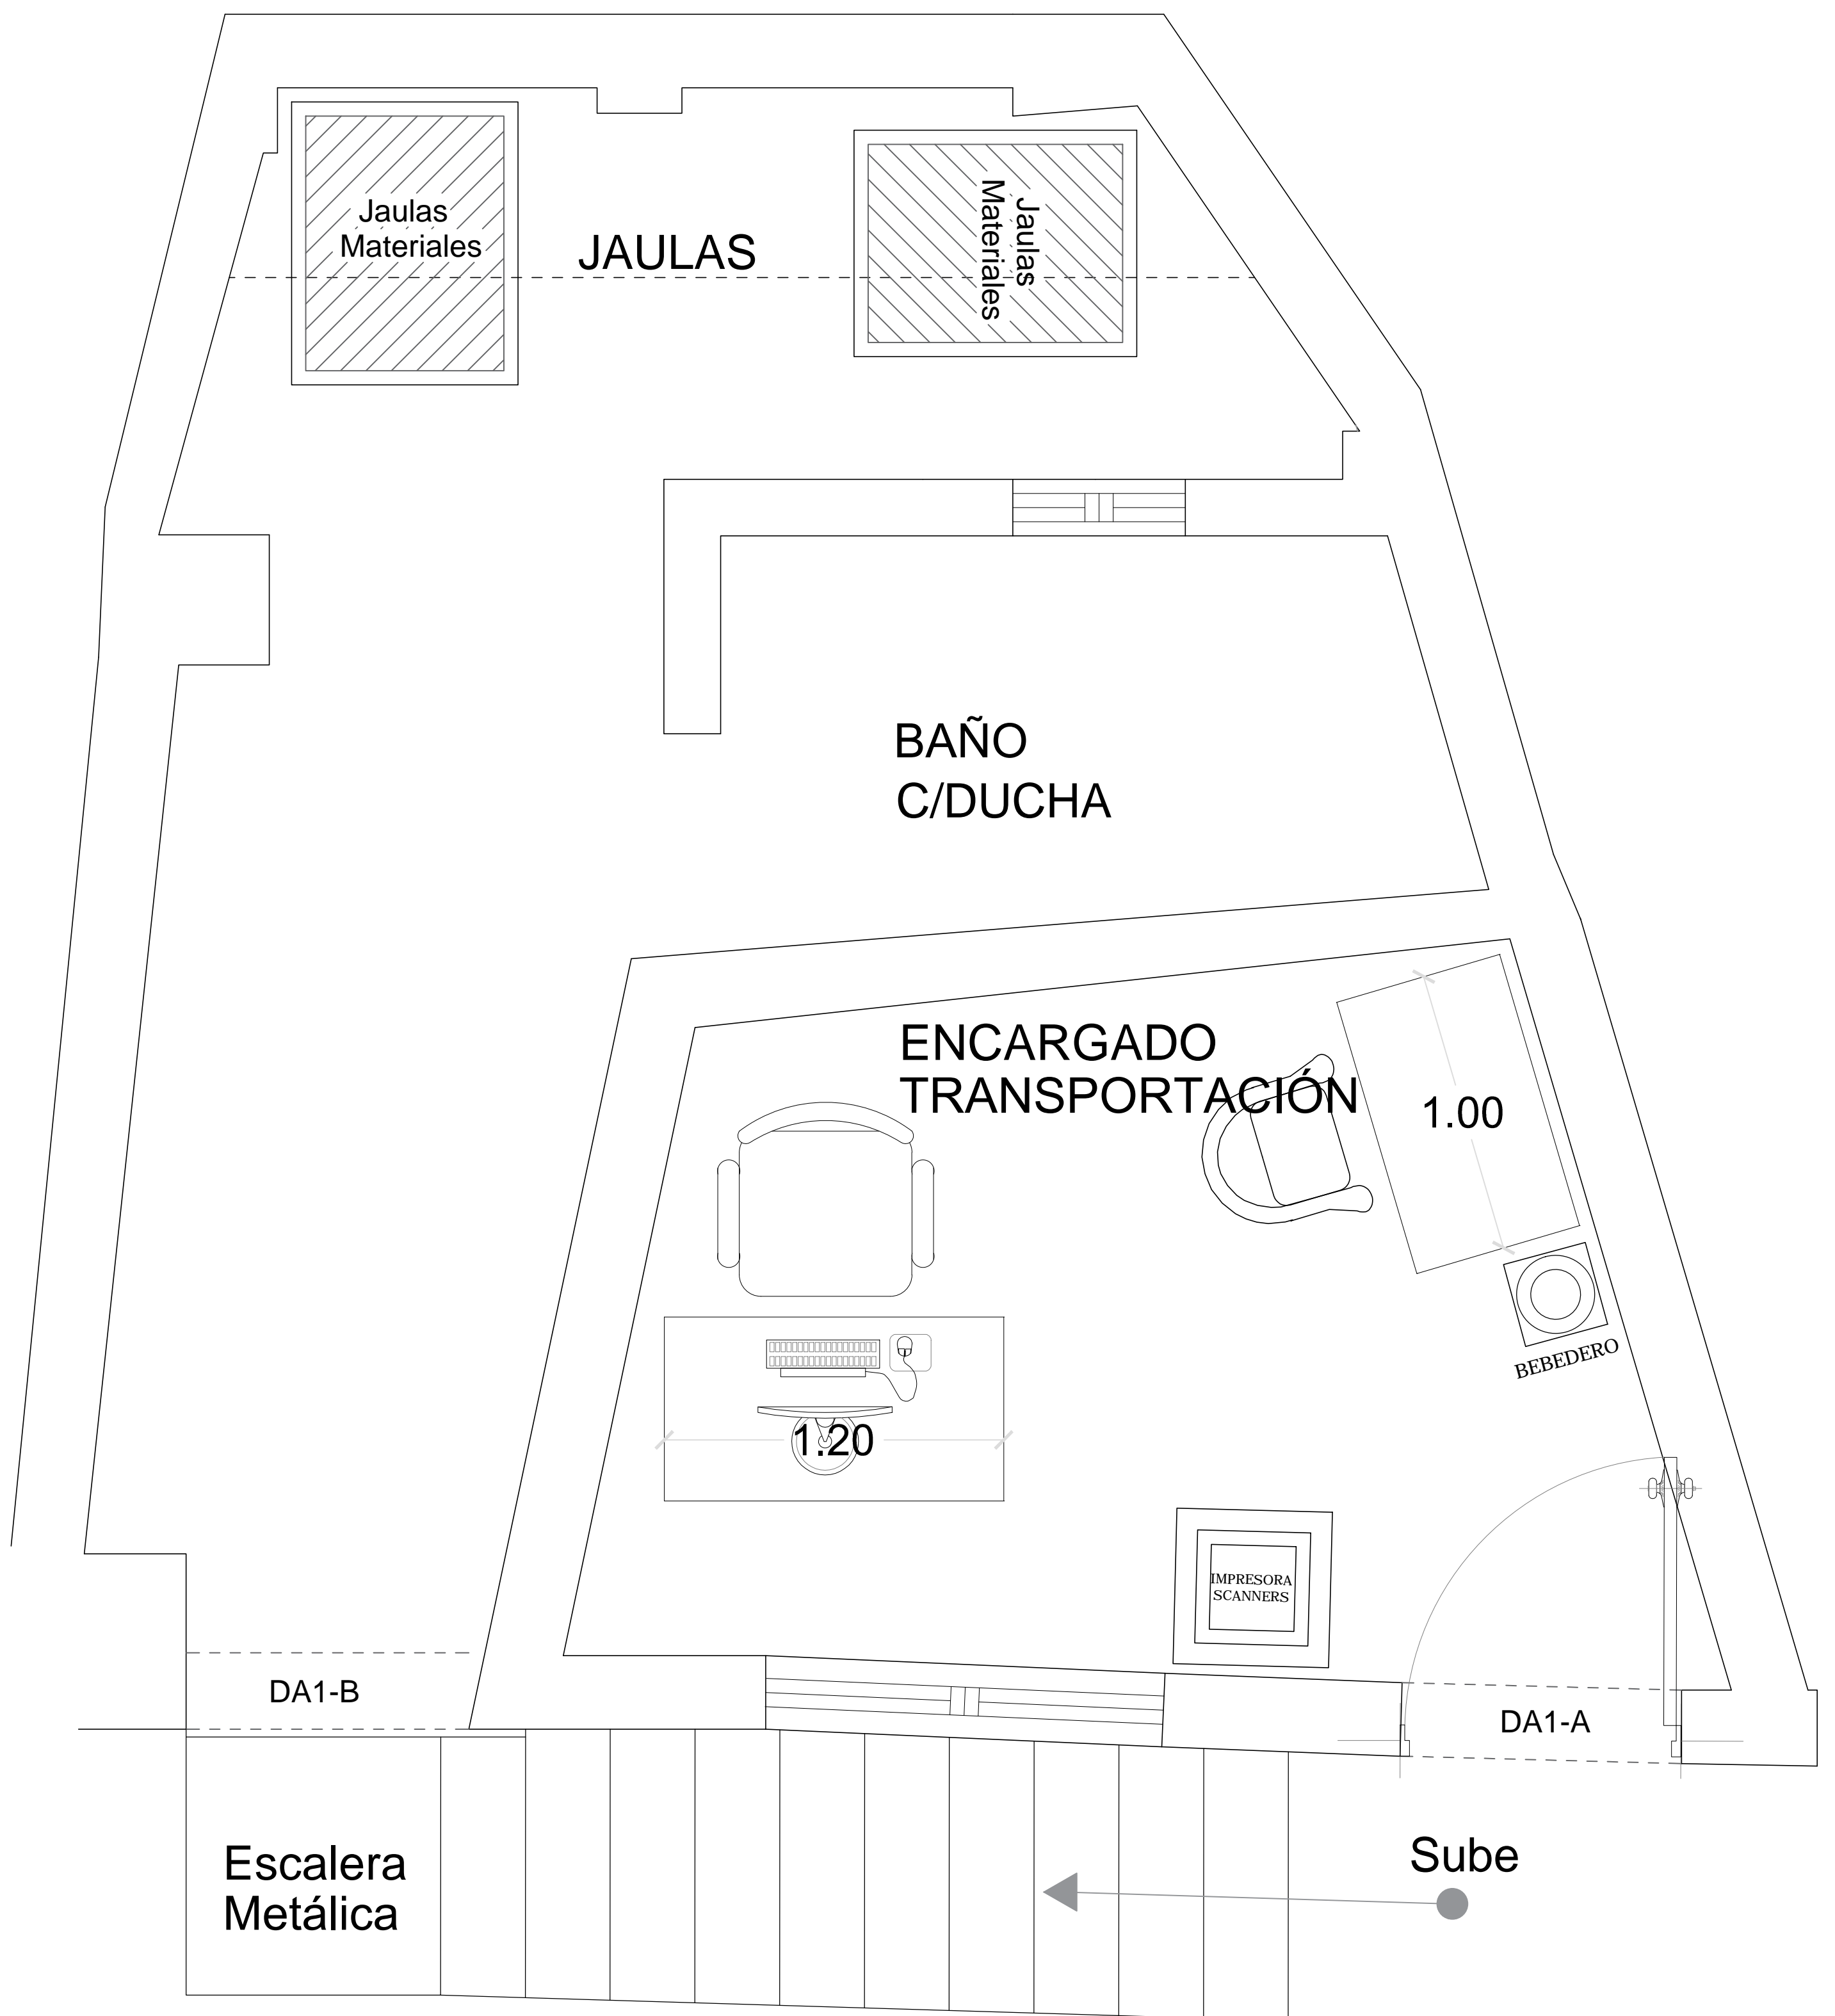 Jaulas
Materiales
JAULAS
Jaulas
Materiales
BAÑO
C/DUCHA
ENCARGADO
TRANSPORTACIÓN
1.00
BEBEDERO
1.20
IMPRESORA
SCANNERS
DA1-B
DA1-A
Escalera
Metálica
Sube